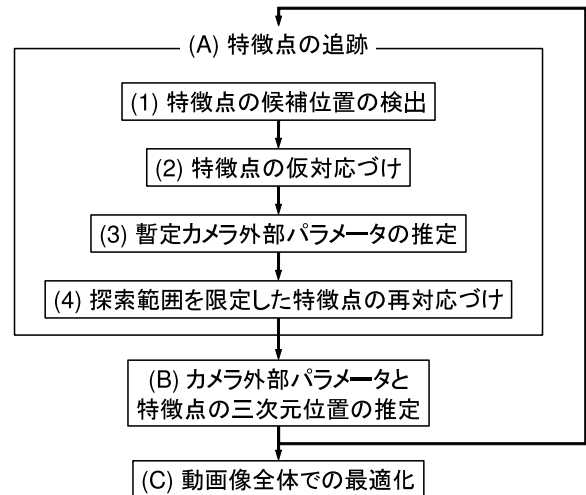 (A) 特徴点の追跡
(1) 特徴点の候補位置の検出
(2) 特徴点の仮対応づけ
(3) 暫定カメラ外部パラメータの推定
(4) 探索範囲を限定した特徴点の再対応づけ
(B) カメラ外部パラメータと
特徴点の三次元位置の推定
(C) 動画像全体での最適化